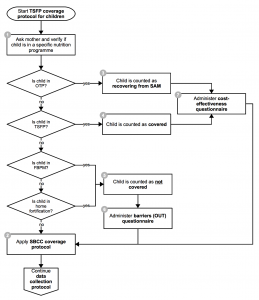 Start TSFP coverage
protocol for children
Ask mother and verify if
child is in a specific nutrition
programme
Is child in
OTP?
yes
Child is counted as
recovering from SAM
no
Administer cost-
effectiveness
questionnaire
Is child in
TSFP?
yes
Child is counted as covered
no
Is child in
FBPM?
yes
Child is counted as not
covered
no
Is child in
home
fortification?
yes
Administer barriers (OUT)
questionnaire
no
Apply SBCC coverage
protocol
Continue
data
collection
protocol